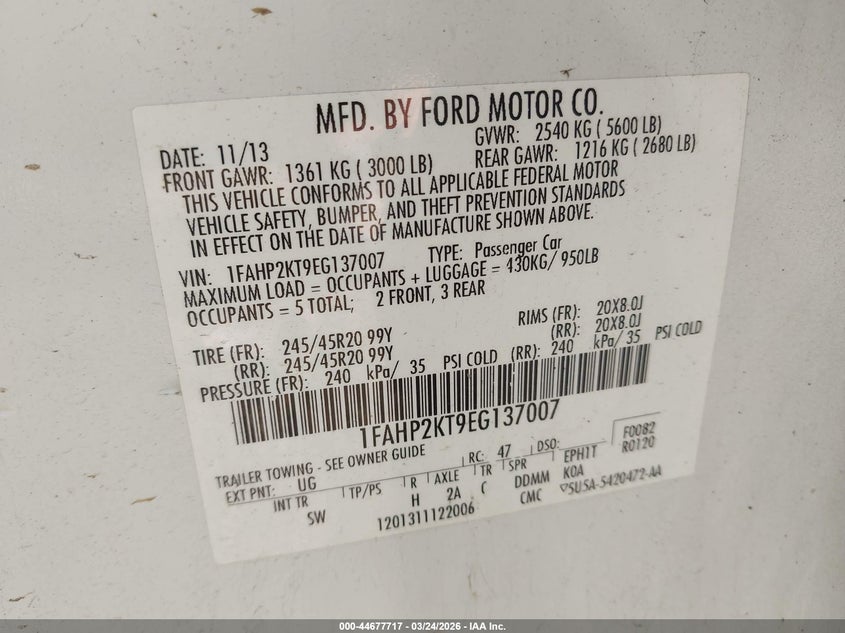 MFD. BY FORD MOTOR CO.
DATE: 11/13 GVWR: 2540 KG ( 5600 LB)
FRONT GAWR: 1361 KG ( 3000 LB) REAR GAWR: 1216 KG ( 2680 LB)
THIS VEHICLE CONFORMS TO ALL APPLICABLE FEDERAL MOTOR
VEHICLE SAFETY, BUMPER, AND THEFT PREVENTION STANDARDS
IN EFFECT ON THE DATE OF MANUFACTURE SHOWN ABOVE.
VIN: 1FAHP2KT9EG137007 TYPE: Passenger Car
MAXIMUM LOAD = OCCUPANTS + LUGGAGE = 430KG/ 950LB
OCCUPANTS = 5 TOTAL; 2 FRONT, 3 REAR
TIRE (FR): 245/45R20 99Y RIMS (FR): 20X8.0J
(RR): 245/45R20 99Y (RR): 20X8.0J
PRESSURE (FR): 240 kPa/ 35 PSI COLD (RR): 240 kPa/ 35 PSI COLD
1FAHP2KT9EG137007
TRAILER TOWING - SEE OWNER GUIDE
F0082
R0120
EXT PNT: UG RC: 47 DSO: EPH1T
INT TR TP/PS R AXLE TR SPR DDMM KOA
SW H 2A C CMC 5U5A-5420472-AA
1201311122006
000-44677717 - 03/24/2026 - IAA Inc.